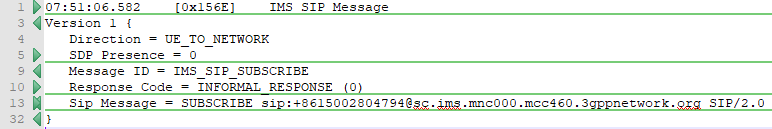 1 07:51:06.582 [0x156E] IMS SIP Message
3 Version 1 {
4 Direction = UE_TO_NETWORK
5 SDP Presence = 0
9 Message ID = IMS_SIP_SUBSCRIBE
10 Response Code = INFORMAL_RESPONSE (0)
13 Sip Message = SUBSCRIBE sip:+8615002804794@sc.ims.mnc000.mcc460.3gppnetwork.org SIP/2.0
32 }